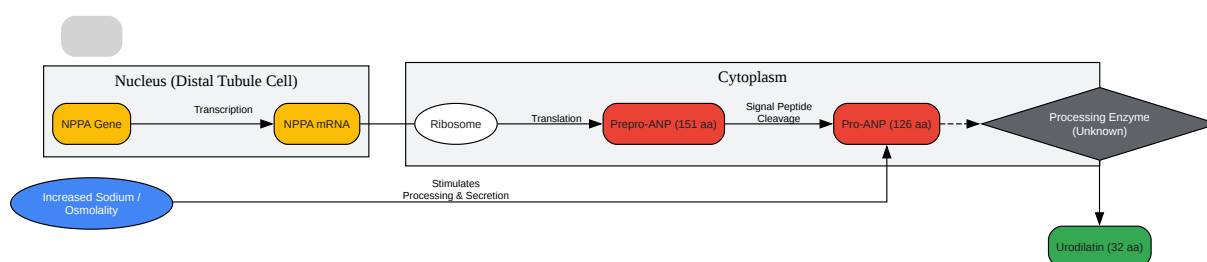 Nucleus (Distal Tubule Cell)
NPPA Gene
Transcription
NPPA mRNA
Cytoplasm
Ribosome
Translation
Prepro-ANP (151 aa)
Signal Peptide
Cleavage
Pro-ANP (126 aa)
Processing Enzyme
(Unknown)
Increased Sodium /
Osmolality
Stimulates
Processing & Secretion
Urodilatin (32 aa)